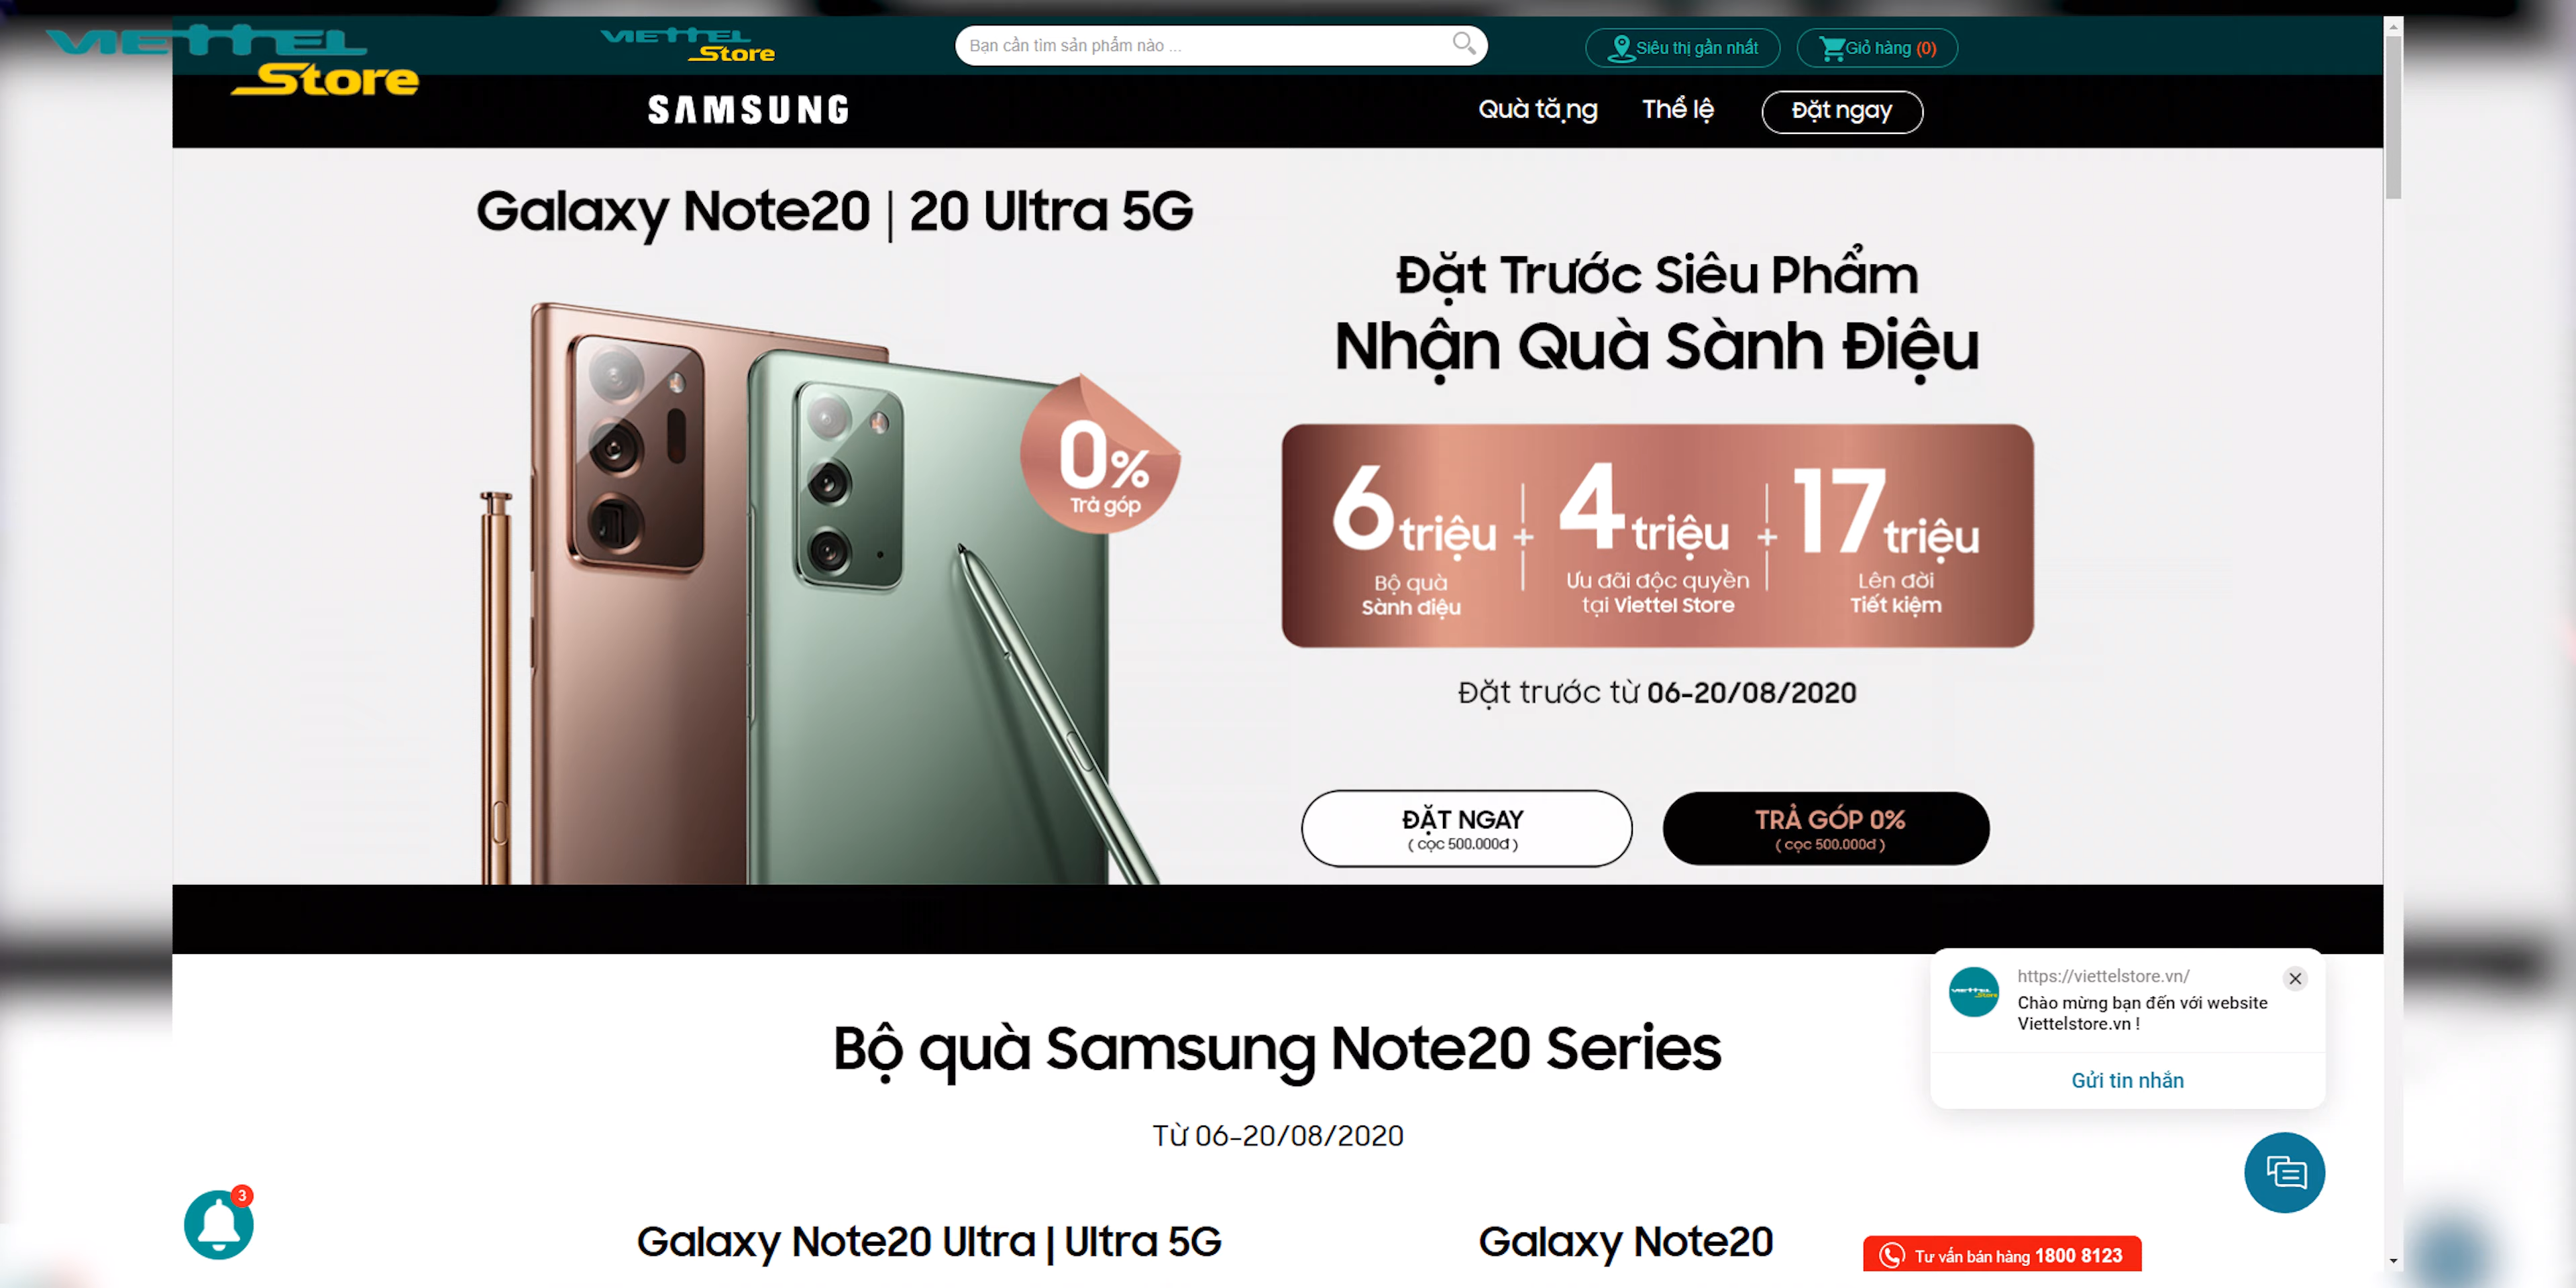 VIETTEL
Store
VIETTEL
Store
Bạn cần tìm sản phẩm nào ...
Siêu thị gần nhất
Giỏ hàng (0)
SAMSUNG
Quà tặng
Thể lệ
Đặt ngay
Galaxy Note20 | 20 Ultra 5G
Đặt Trước Siêu Phẩm
Nhận Quà Sành Điệu
0%
Trả góp
6 triệu + 4 triệu + 17 triệu
Bộ quà
Sành điệu
Ưu đãi độc quyền
tại Viettel Store
Lên đời
Tiết kiệm
Đặt trước từ 06-20/08/2020
ĐẶT NGAY
( cọc 500.000đ )
TRẢ GÓP 0%
( cọc 500.000đ )
https://viettelstore.vn/
Chào mừng bạn đến với website
Viettelstore.vn !
Gửi tin nhắn
Bộ quà Samsung Note20 Series
Từ 06-20/08/2020
3
Galaxy Note20 Ultra | Ultra 5G
Galaxy Note20
Tư vấn bán hàng 1800 8123